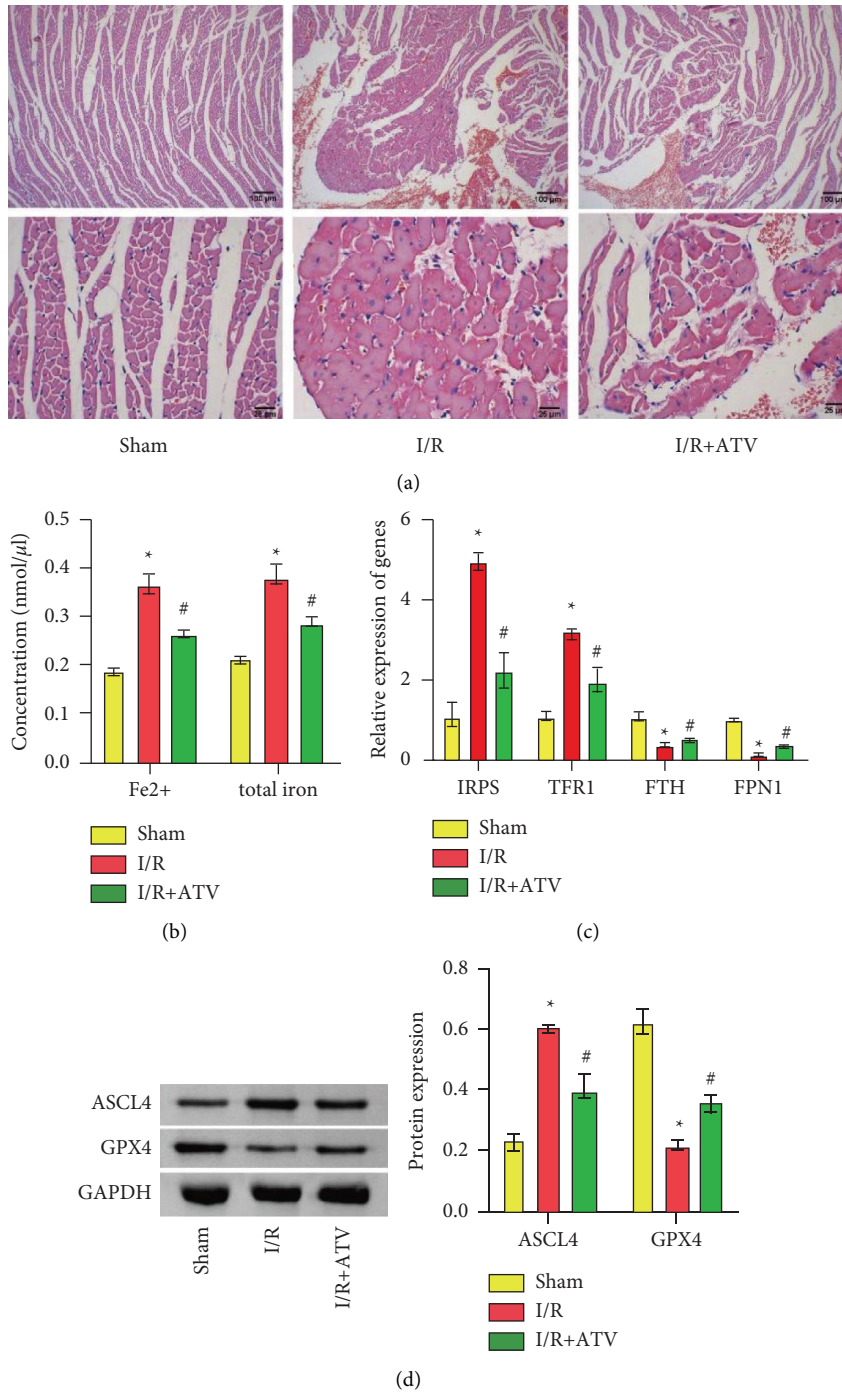 100 μm
100 μm
100 μm
25 μm
25 μm
25 μm
Sham
I/R
I/R+ATV
(a)
Concentratiom (nmol/μl)
0.5
0.4
0.3
0.2
0.1
0.0
*
#
*
#
Fe2+
total iron
Sham
I/R
I/R+ATV
(b)
Relative expression of genes
6
4
2
0
*
#
*
#
*
#
*
#
IRPS
TFR1
FTH
FPN1
Sham
I/R
I/R+ATV
(c)
ASCL4
GPX4
GAPDH
Sham
I/R
I/R+ATV
Protein expression
0.8
0.6
0.4
0.2
0.0
*
#
*
#
ASCL4
GPX4
Sham
I/R
I/R+ATV
(d)